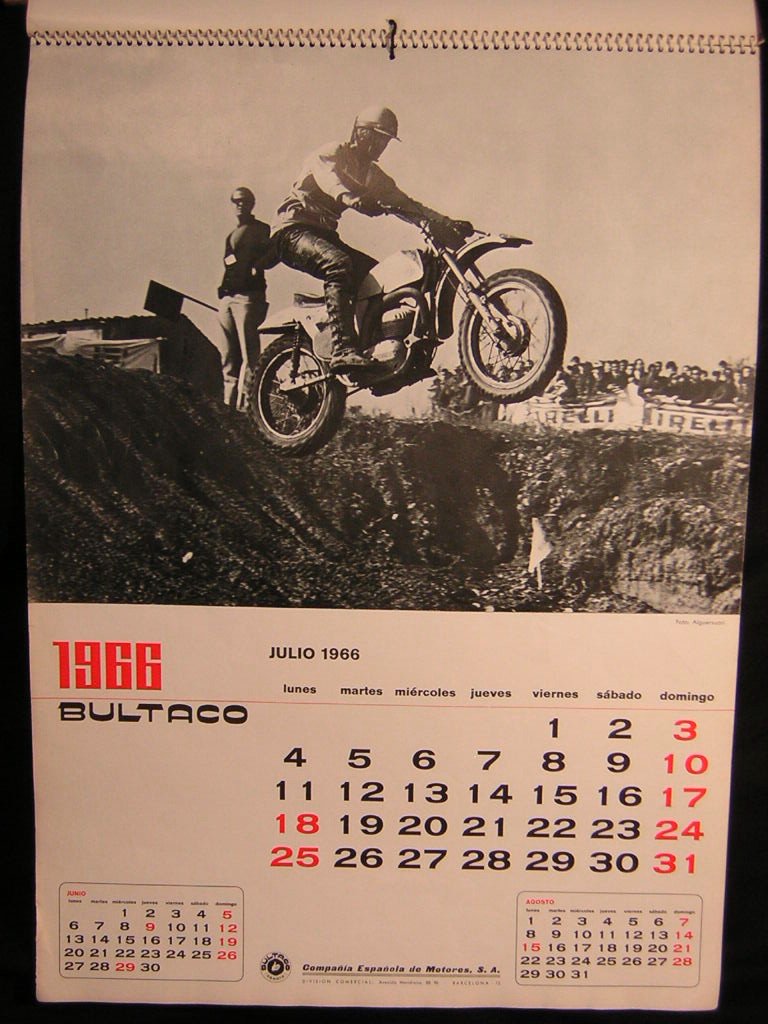 RELLI PIRELLI
Foto: Alguersuari
1966
BULTACO
JULIO 1966
lunes martes miércoles jueves viernes sábado domingo
1 2 3
4 5 6 7 8 9 10
11 12 13 14 15 16 17
18 19 20 21 22 23 24
25 26 27 28 29 30 31
JUNIO
lunes martes miércoles jueves viernes sábado domingo
1 2 3 4 5
6 7 8 9 10 11 12
13 14 15 16 17 18 19
20 21 22 23 24 25 26
27 28 29 30
BULTACO
Compañía Española de Motores, S. A.
DIVISION COMERCIAL: Avenida BARCELONA
AGOSTO
lunes martes miércoles jueves viernes sábado domingo
1 2 3 4 5 6 7
8 9 10 11 12 13 14
15 16 17 18 19 20 21
22 23 24 25 26 27 28
29 30 31